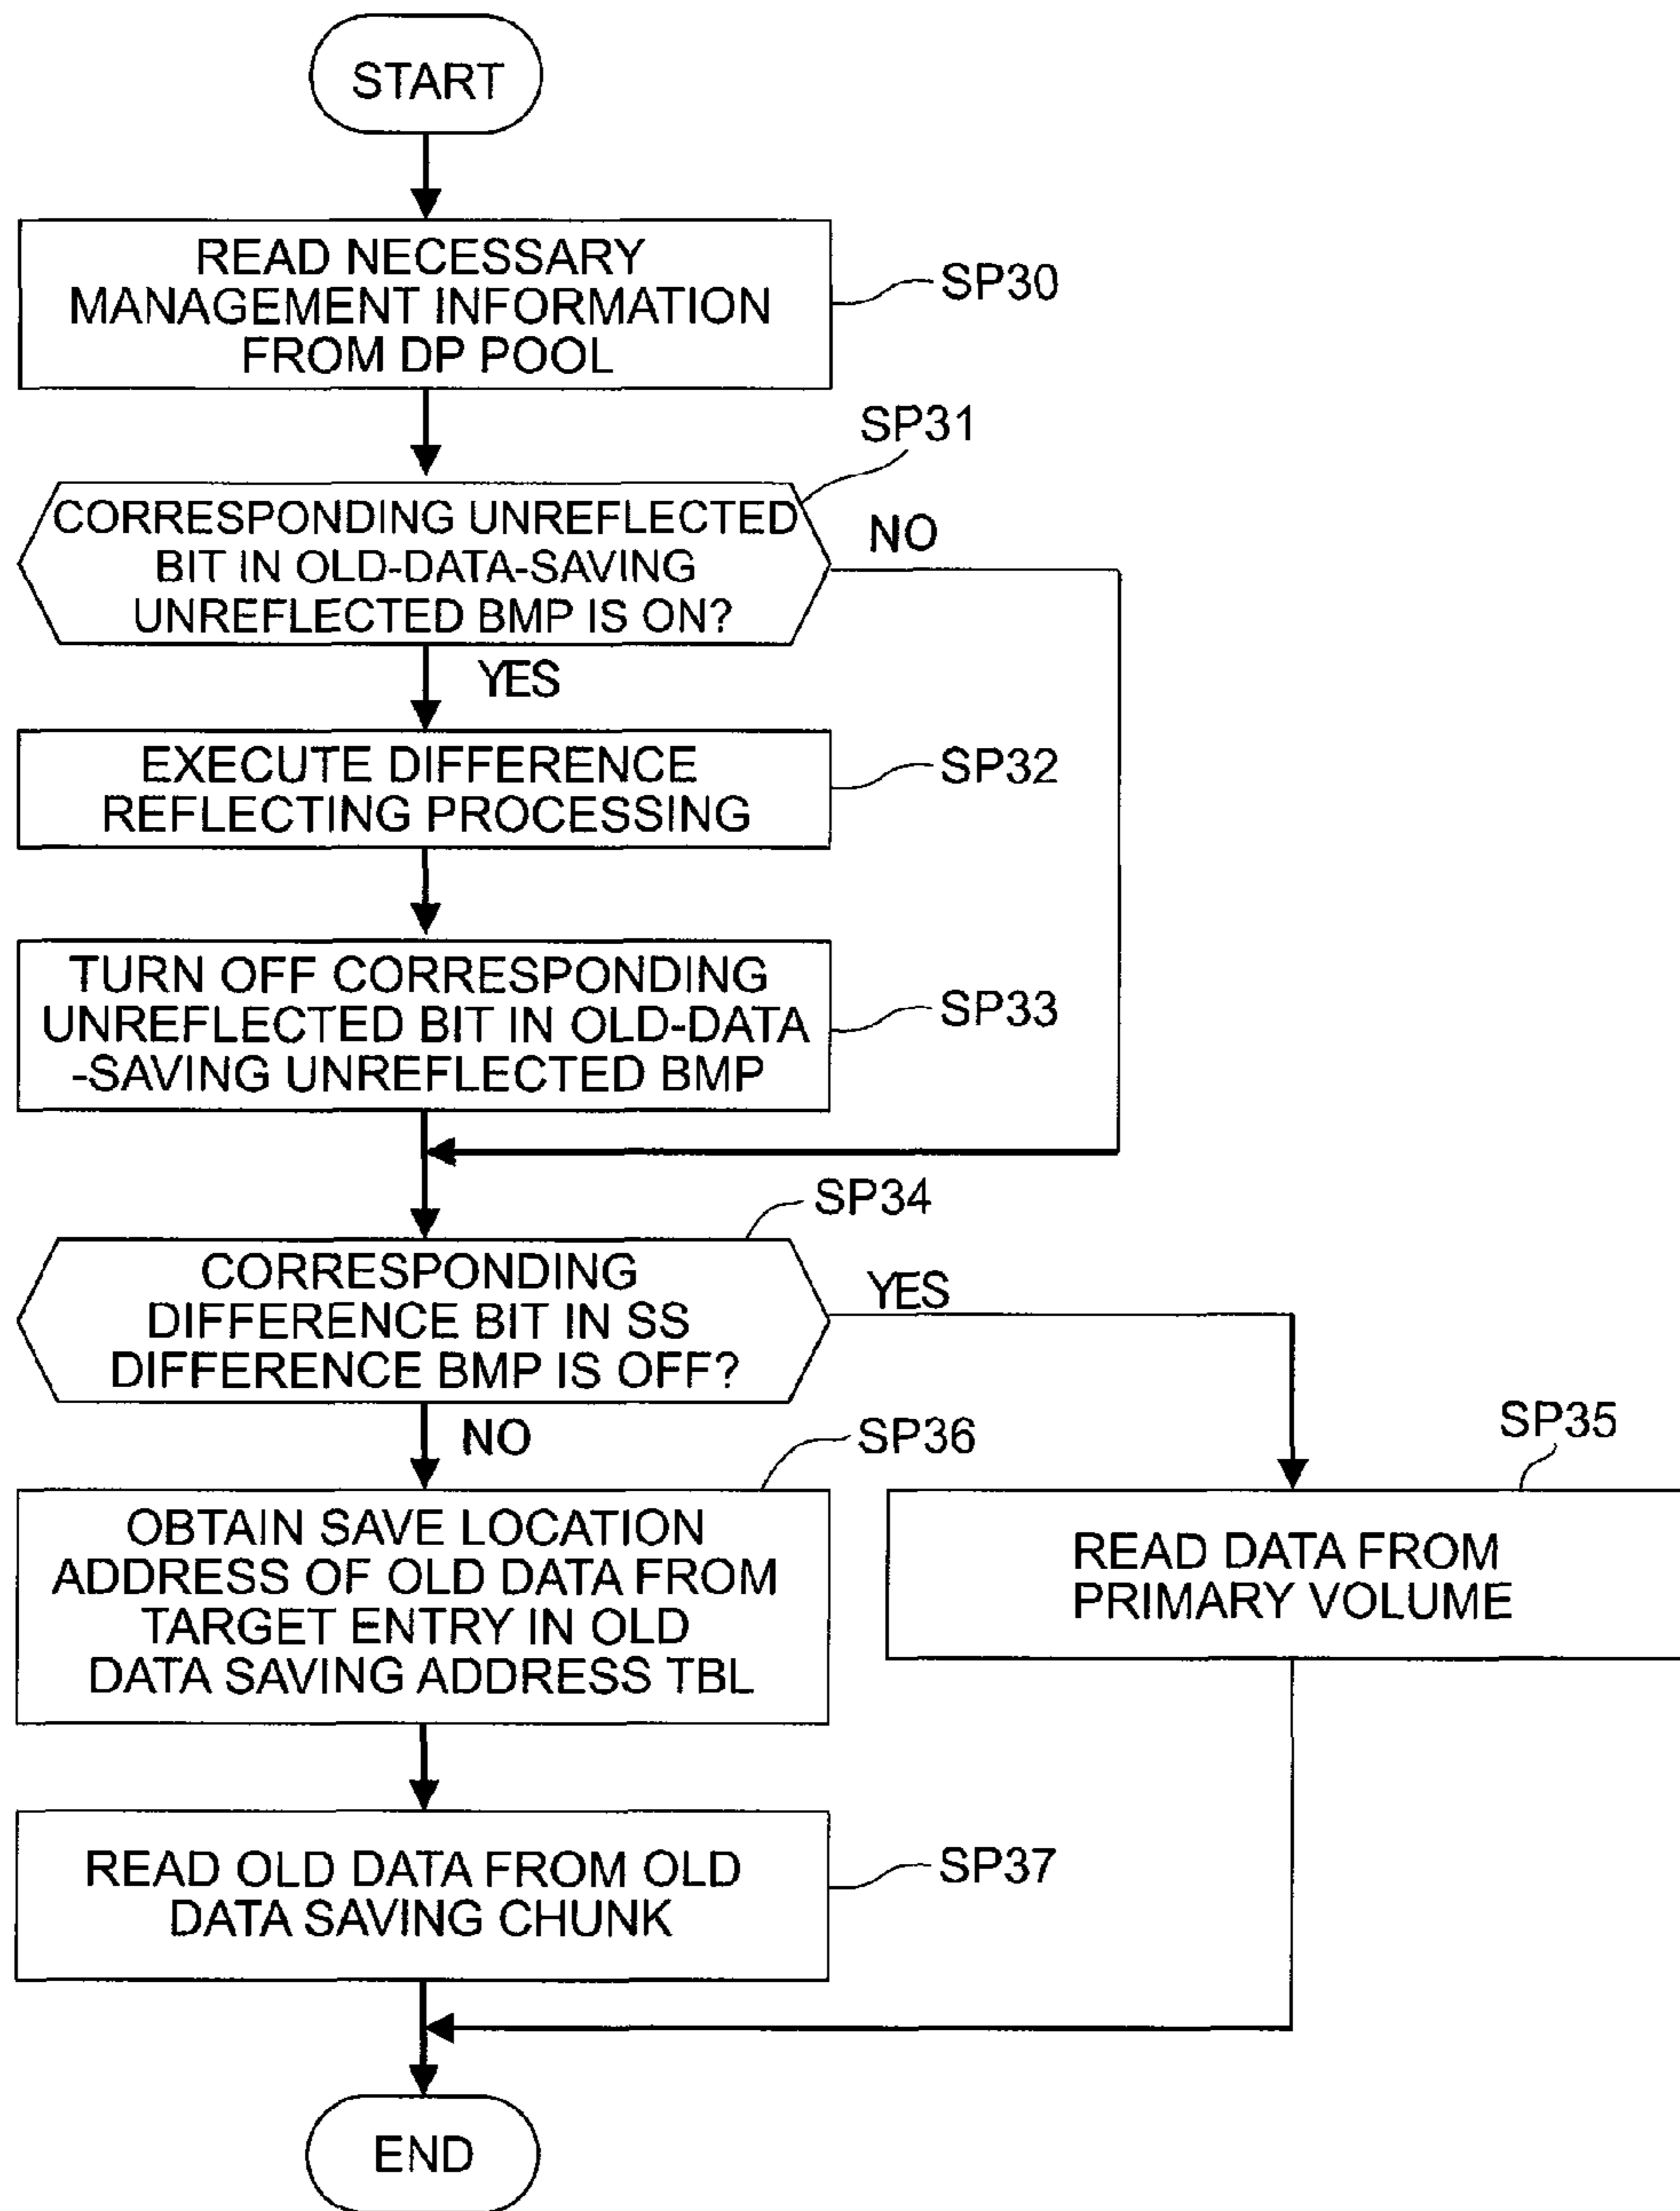 START
READ NECESSARY
MANAGEMENT INFORMATION
FROM DP POOL
SP30
SP31
CORRESPONDING UNREFLECTED
BIT IN OLD-DATA-SAVING
UNREFLECTED BMP IS ON?
NO
YES
EXECUTE DIFFERENCE
REFLECTING PROCESSING
SP32
TURN OFF CORRESPONDING
UNREFLECTED BIT IN OLD-DATA
-SAVING UNREFLECTED BMP
SP33
SP34
CORRESPONDING
DIFFERENCE BIT IN SS
DIFFERENCE BMP IS OFF?
YES
NO
SP36
SP35
OBTAIN SAVE LOCATION
ADDRESS OF OLD DATA FROM
TARGET ENTRY IN OLD
DATA SAVING ADDRESS TBL
READ DATA FROM
PRIMARY VOLUME
READ OLD DATA FROM OLD
DATA SAVING CHUNK
SP37
END